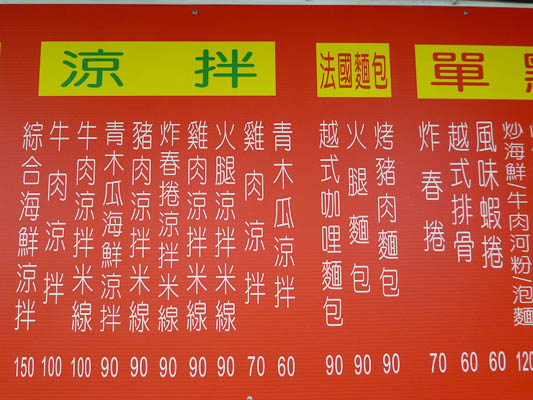 涼拌
青木瓜涼拌 60
雞肉涼拌 70
火腿涼拌米線 90
雞肉涼拌米線 90
炸春捲涼拌米線 90
豬肉涼拌米線 90
青木瓜海鮮涼拌 90
牛肉涼拌米線 100
牛肉涼拌 100
綜合海鮮涼拌 150
法國麵包
烤豬肉麵包 90
火腿麵包 90
越式咖哩麵包 90
單點
炒海鮮/牛肉河粉/泡麵 120
風味蝦捲 60
越式排骨 60
炸春捲 70